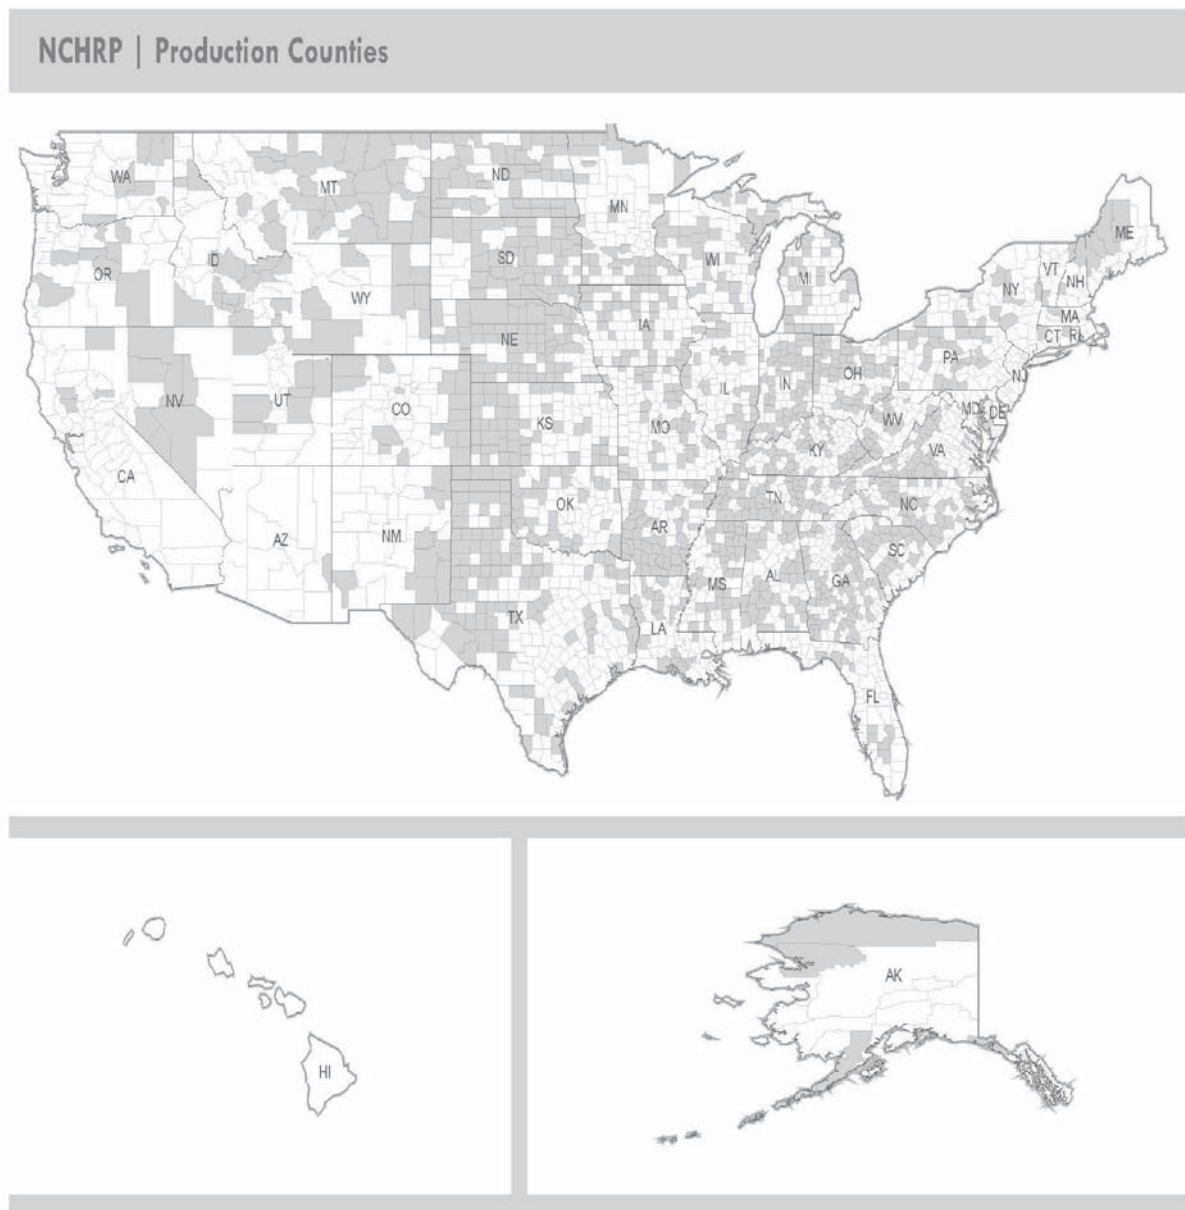 NCHRP | Production Counties
WA
MT
ND
MN
ME
OR
ID
SD
WI
MI
VT
NH
NY
WY
IA
MA
CT RI
NE
PA
NJ
NV
UT
CO
IL
IN
OH
MD DE
KS
MO
WV
VA
KY
CA
OK
TN
NC
AZ
NM
AR
SC
MS
AL
GA
TX
LA
FL
AK
HI